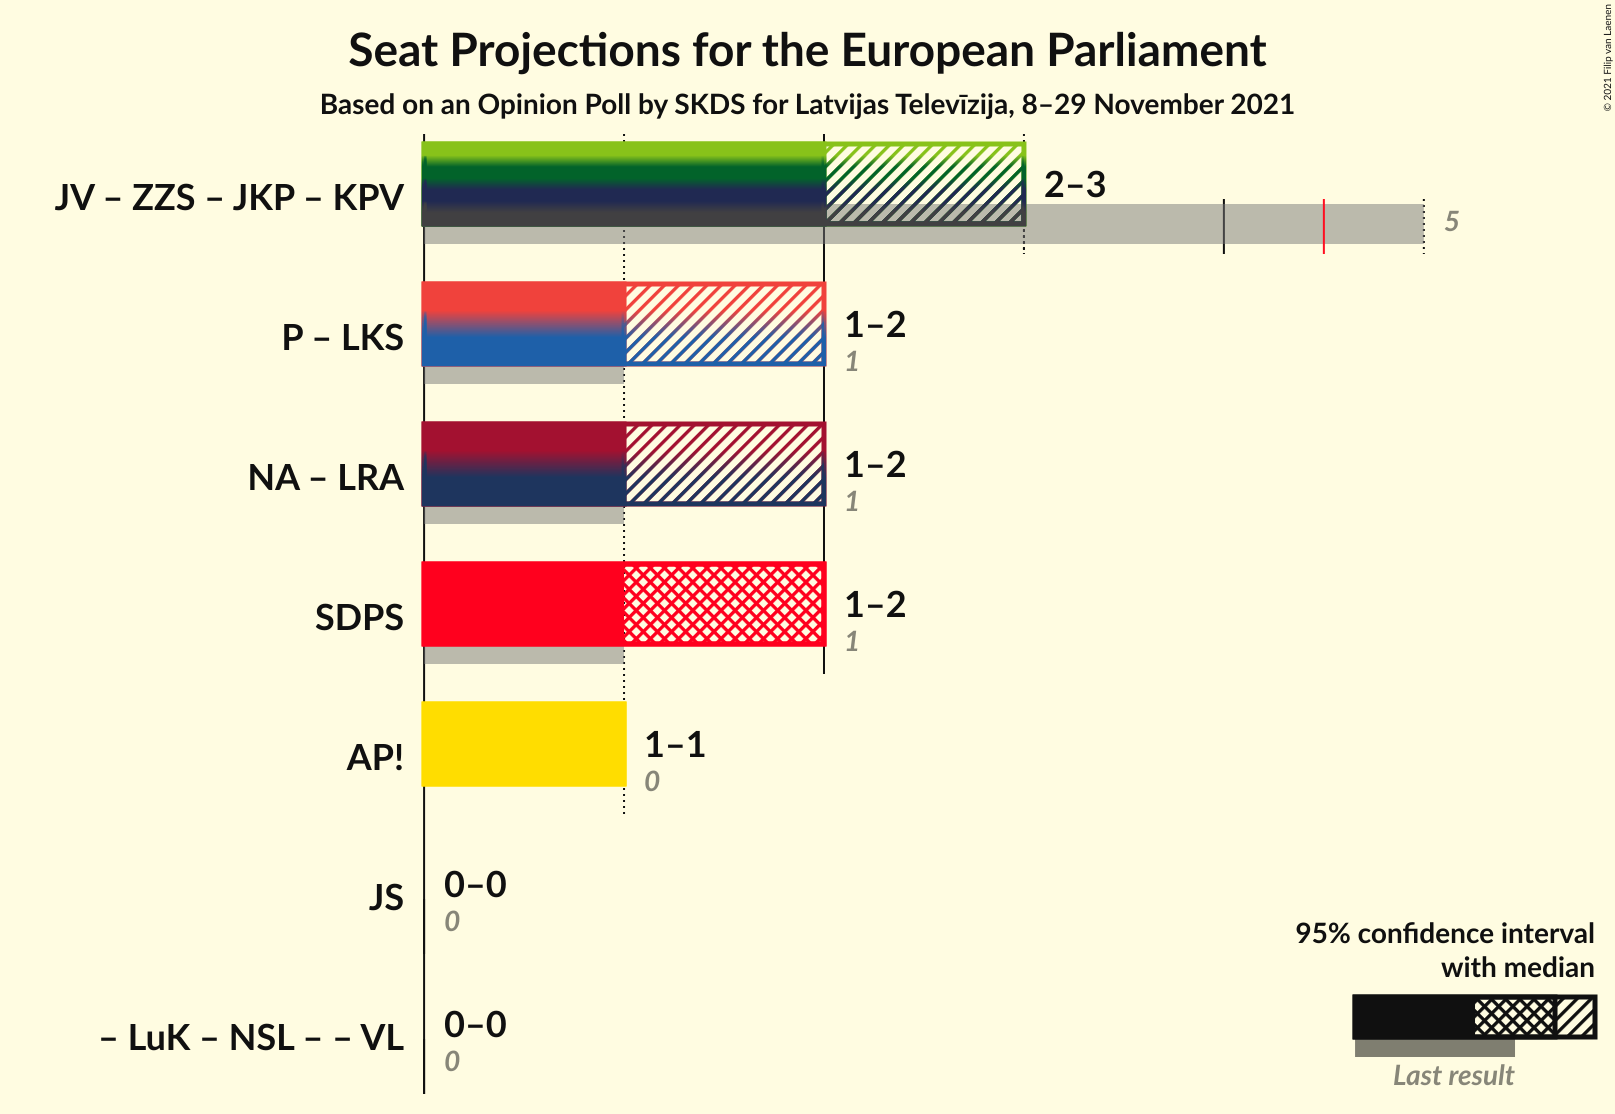 Seat Projections for the European Parliament
Based on an Opinion Poll by SKDS for Latvijas Televīzija, 8–29 November 2021
© 2021 Filip van Laenen
JV – ZZS – JKP – KPV
2–3
5
P – LKS
1–2
1
NA – LRA
1–2
1
SDPS
1–2
1
AP!
1–1
0
JS
0–0
0
– LuK – NSL – – VL
0–0
0
95% confidence interval
with median
Last result